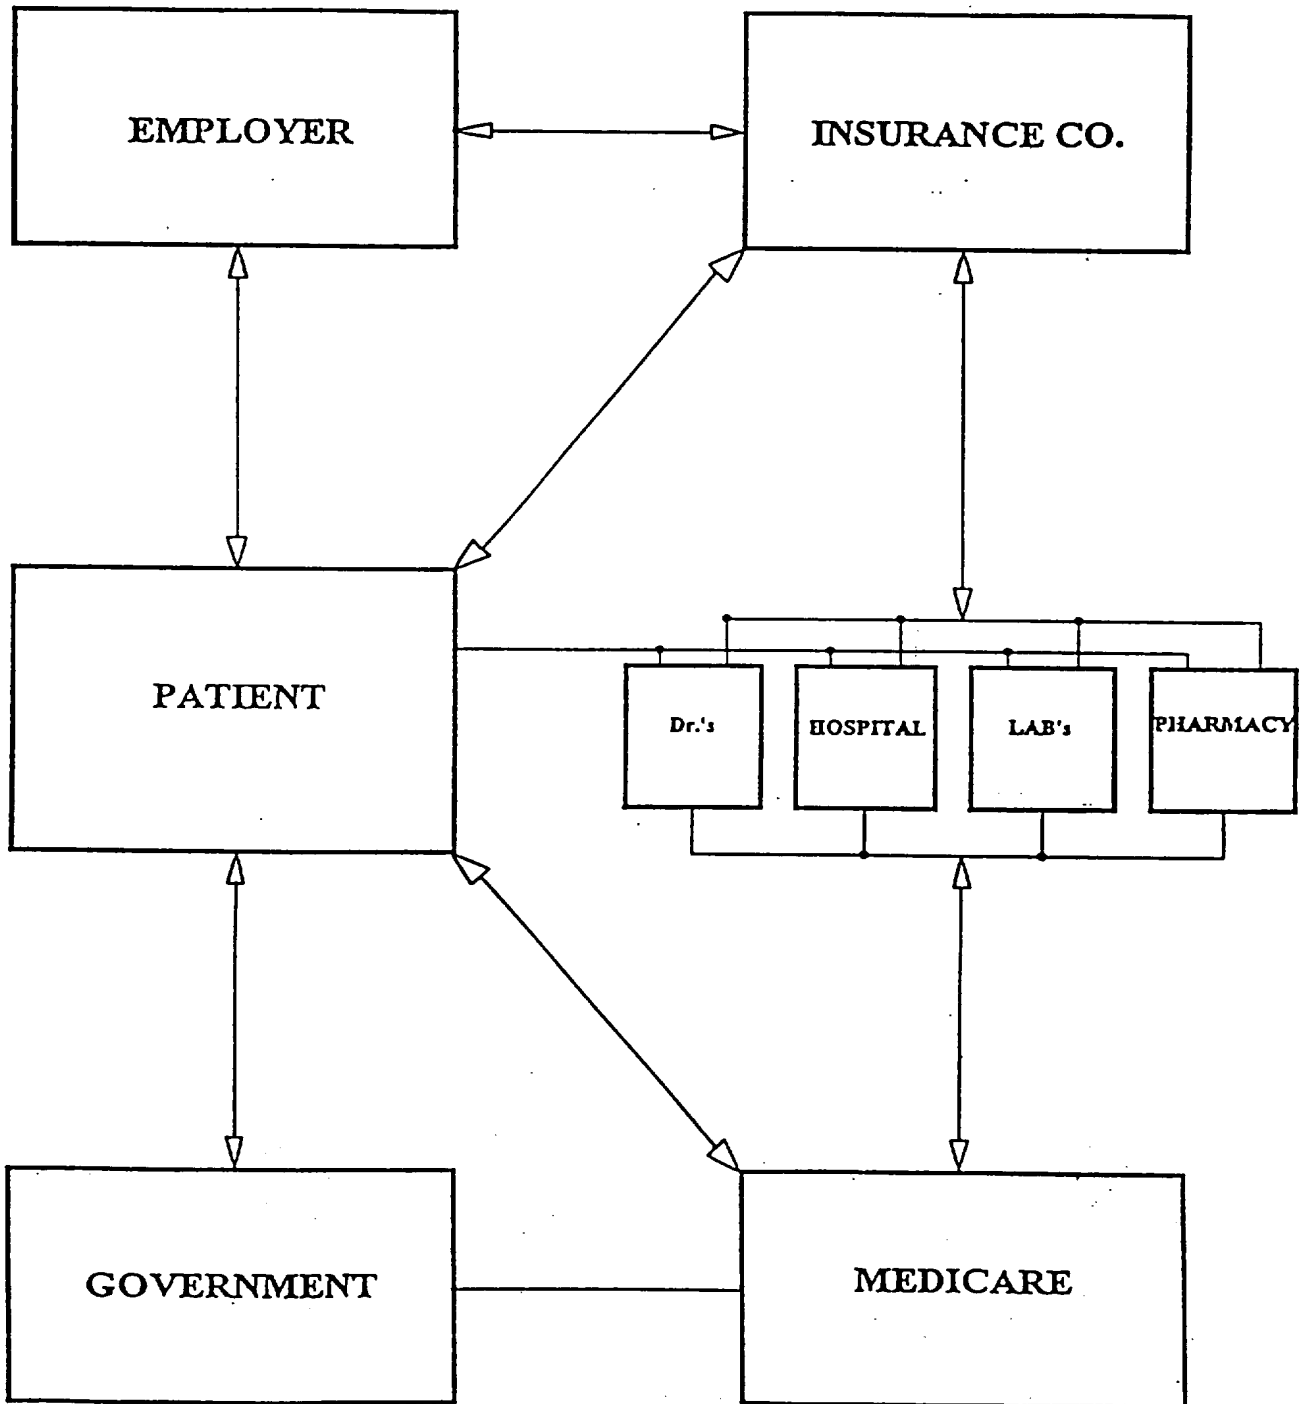 EMPLOYER
INSURANCE CO.
PATIENT
Dr.'s
HOSPITAL
LAB's
PHARMACY
GOVERNMENT
MEDICARE